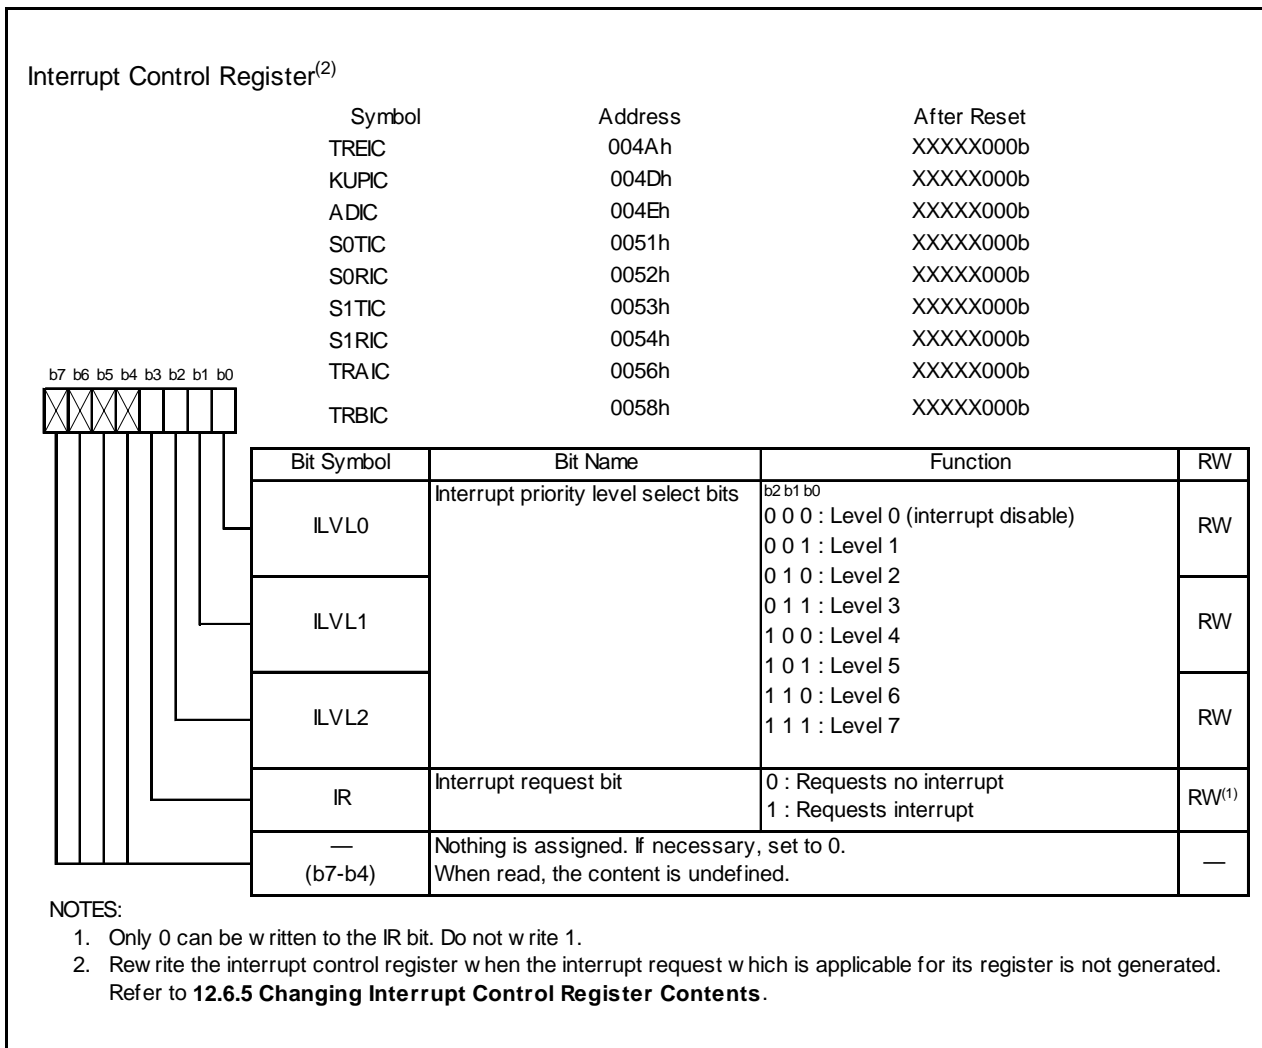 Interrupt Control Register(2)
Symbol Address After Reset
TREIC 004Ah XXXXX000b
KUPIC 004Dh XXXXX000b
ADIC 004Eh XXXXX000b
S0TIC 0051h XXXXX000b
S0RIC 0052h XXXXX000b
S1TIC 0053h XXXXX000b
S1RIC 0054h XXXXX000b
TRAIC 0056h XXXXX000b
TRBIC 0058h XXXXX000b
b7 b6 b5 b4 b3 b2 b1 b0
Bit Symbol Bit Name Function RW
ILVL0 Interrupt priority level select bits b2 b1 b0
0 0 0 : Level 0 (interrupt disable) RW
0 0 1 : Level 1
0 1 0 : Level 2
ILVL1 0 1 1 : Level 3 RW
1 0 0 : Level 4
1 0 1 : Level 5
1 1 0 : Level 6
ILVL2 1 1 1 : Level 7 RW
IR Interrupt request bit 0 : Requests no interrupt RW(1)
1 : Requests interrupt
— Nothing is assigned. If necessary, set to 0. —
(b7-b4) When read, the content is undefined.
NOTES:
1. Only 0 can be written to the IR bit. Do not write 1.
2. Rewrite the interrupt control register when the interrupt request which is applicable for its register is not generated.
Refer to 12.6.5 Changing Interrupt Control Register Contents.